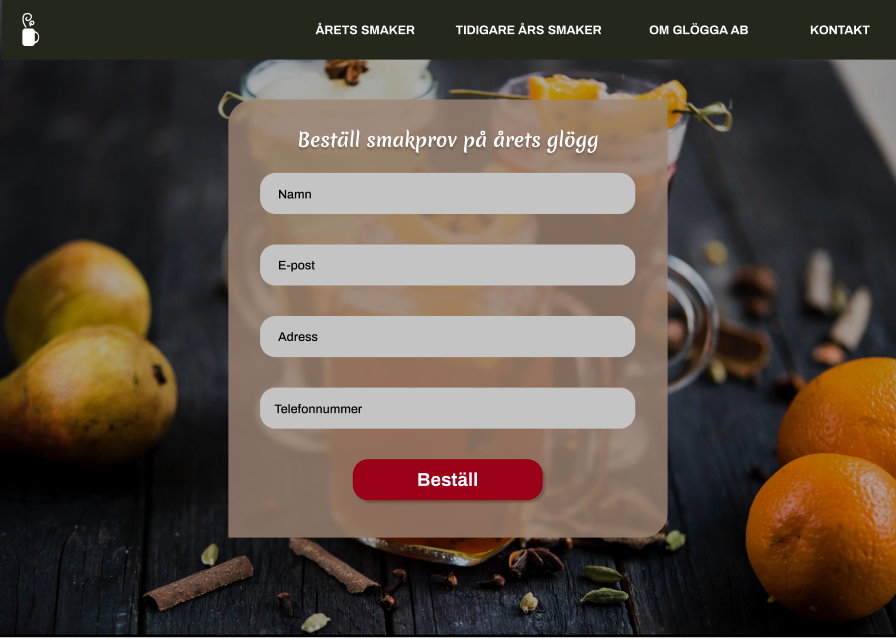 ÅRETS SMAKER TIDIGARE ÅRS SMAKER OM GLÖGGA AB KONTAKT
Beställ smakprov på årets glögg
Namn
E-post
Adress
Telefonnummer
Beställ